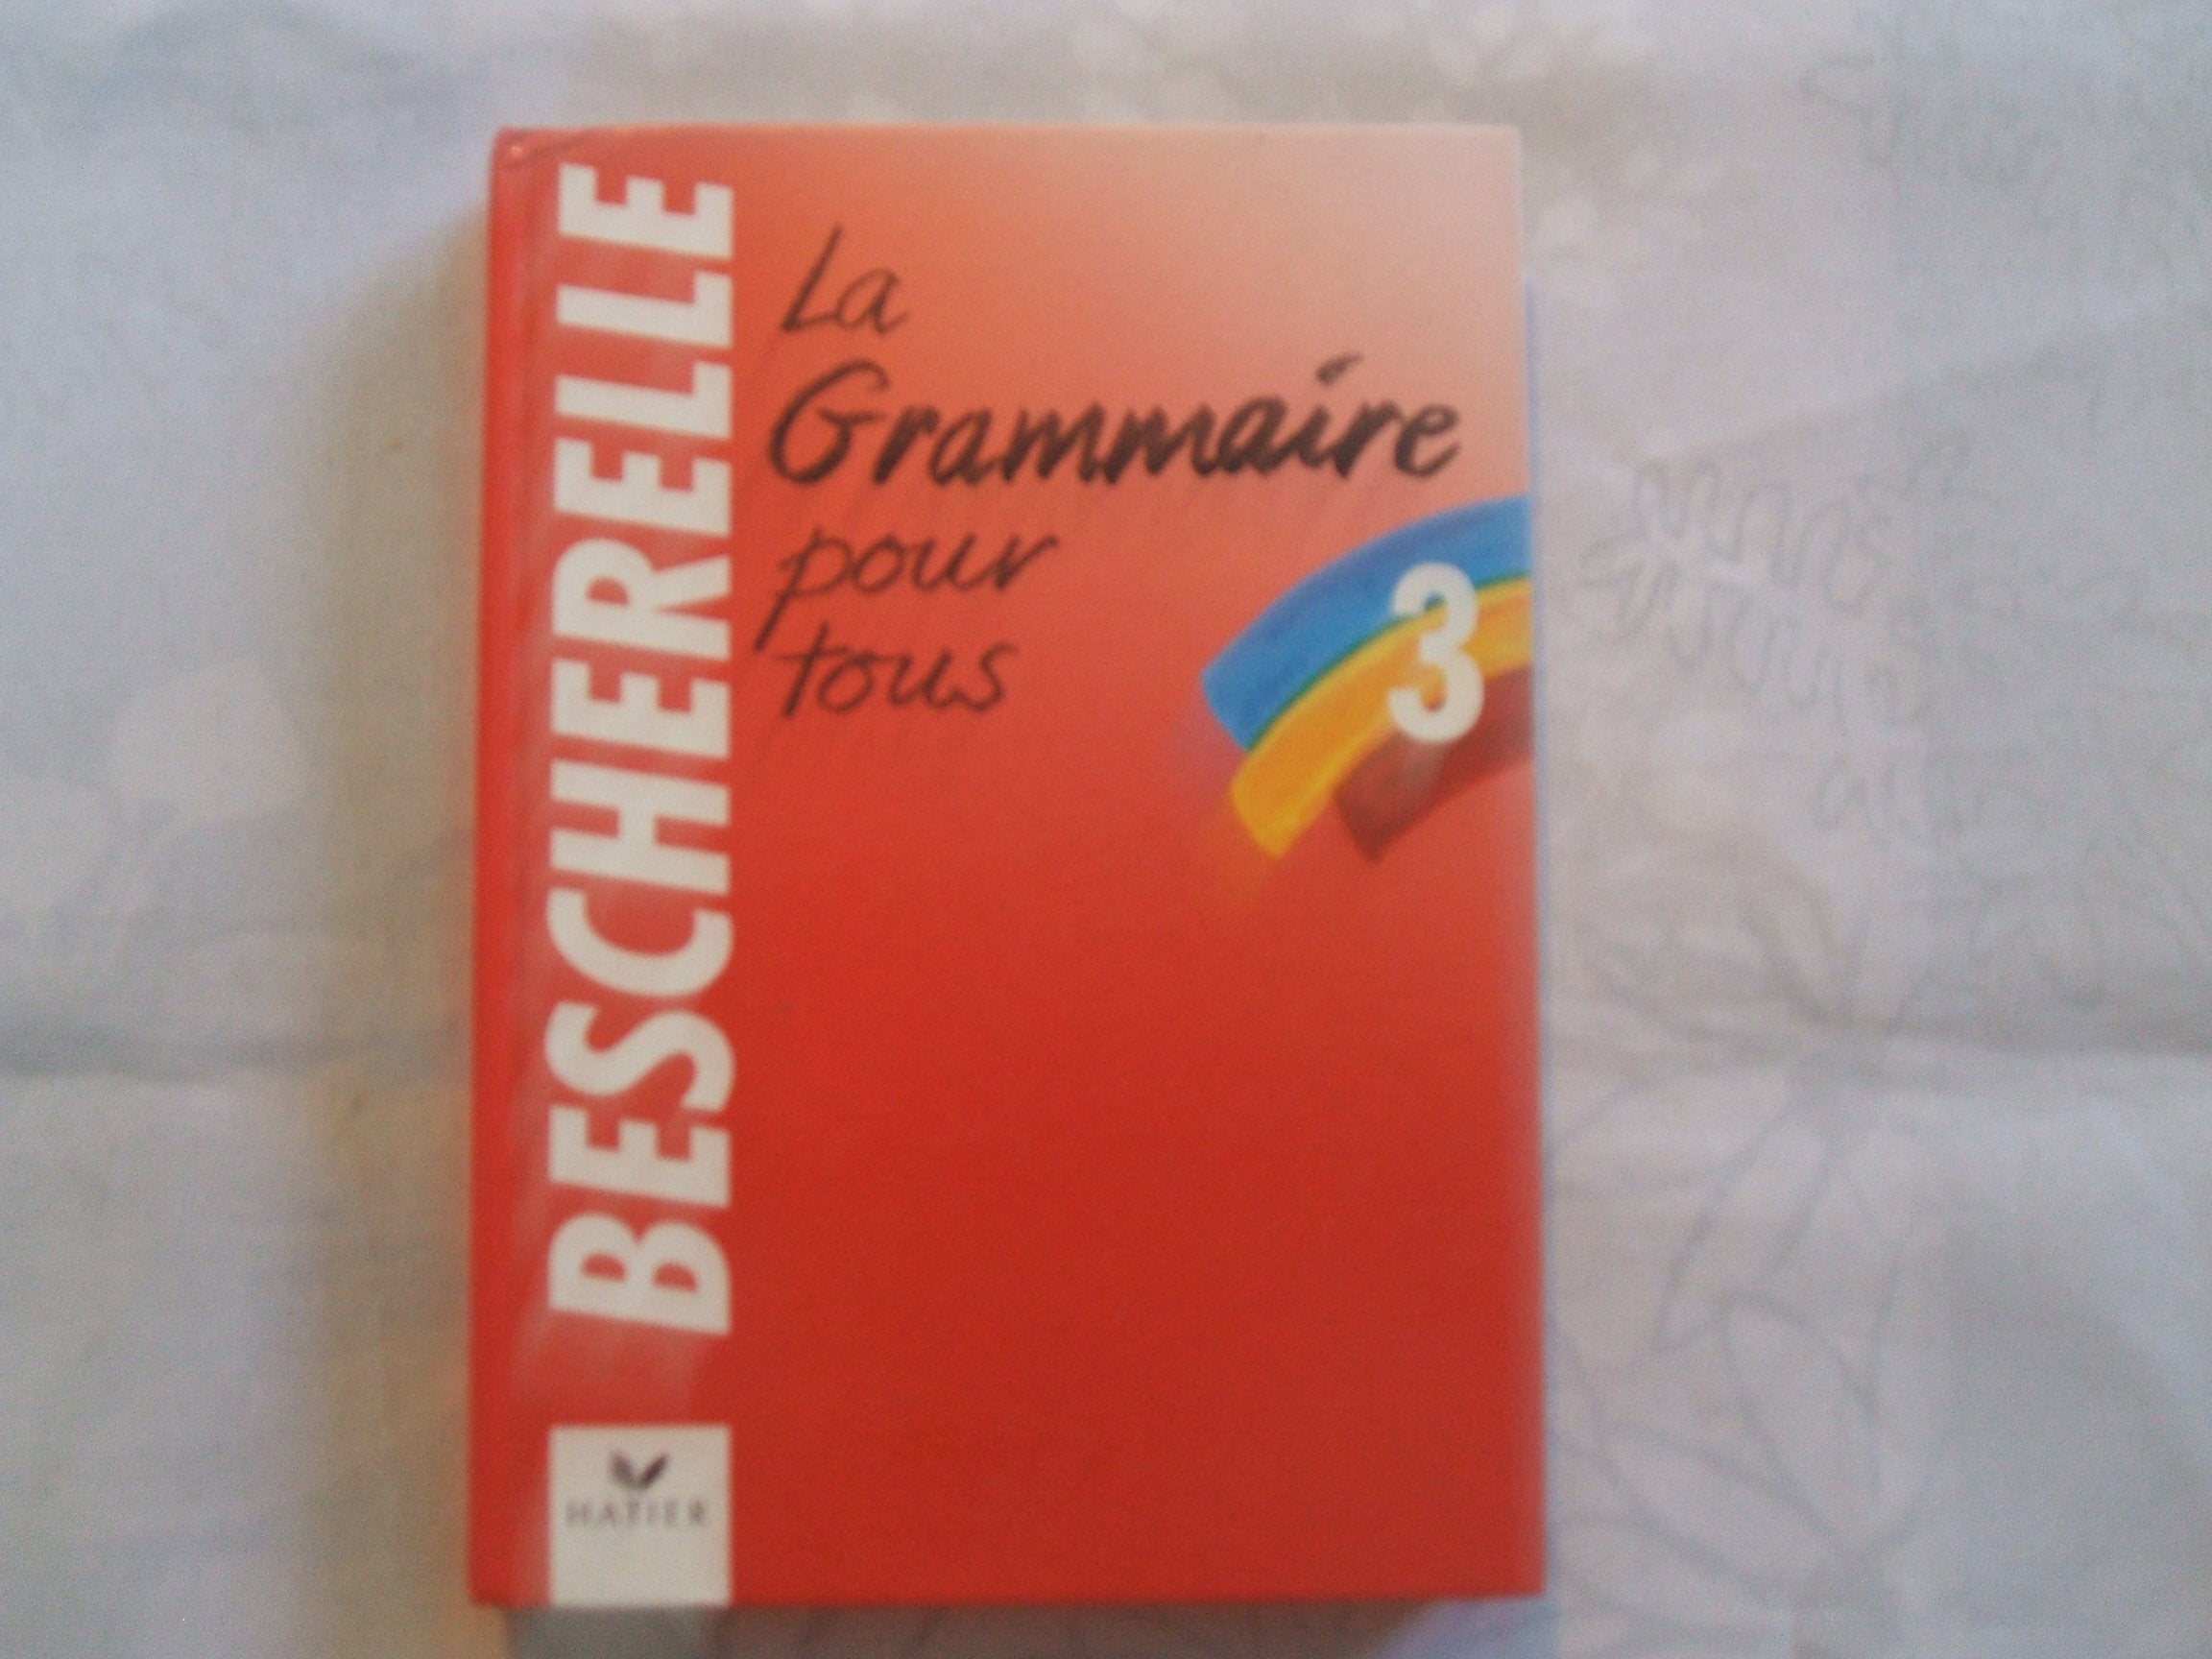 BESCHERELLE
La
Grammaire
pour
tous
3
HATIER